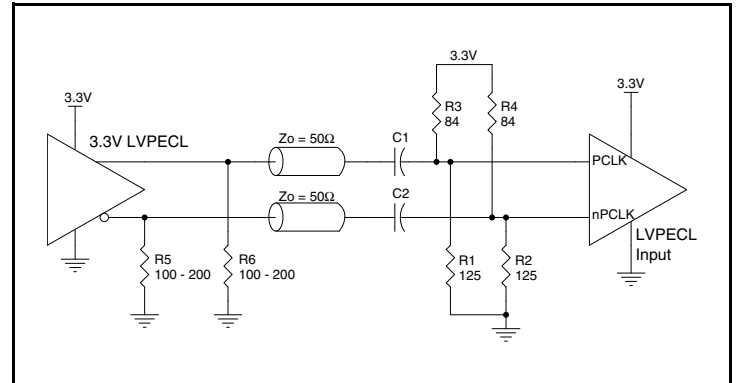 3.3V
3.3V
3.3V
R3
84
R4
84
3.3V LVPECL
Zo = 50Ω
C1
PCLK
Zo = 50Ω
C2
nPCLK
LVPECL
Input
R5
100 - 200
R6
100 - 200
R1
125
R2
125